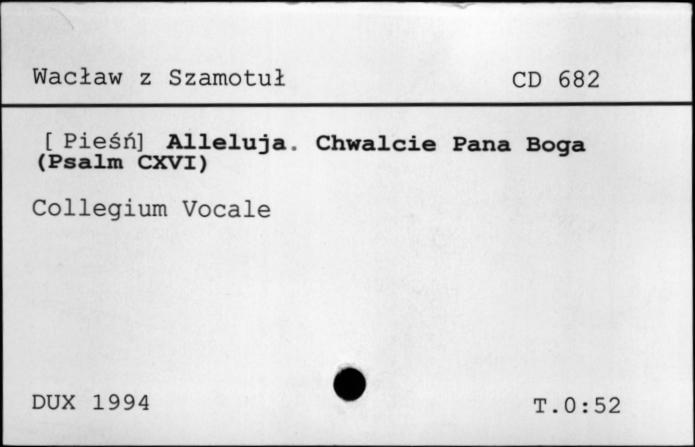 Wacław z Szamotuł CD 682
[ Pieśń] Alleluja. Chwalcie Pana Boga
(Psalm CXVI)
Collegium Vocale
DUX 1994 T.0:52